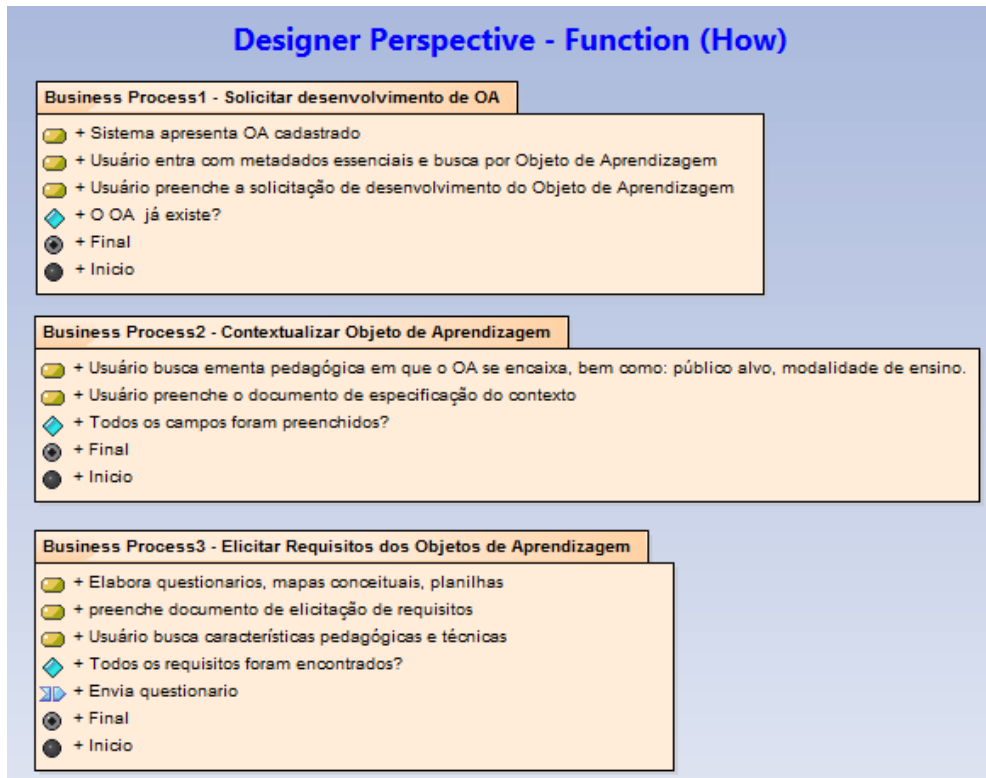 Designer Perspective - Function (How)
Business Process1 - Solicitar desenvolvimento de OA
+ Sistema apresenta OA cadastrado
+ Usuário entra com metadados essenciais e busca por Objeto de Aprendizagem
+ Usuário preenche a solicitação de desenvolvimento do Objeto de Aprendizagem
+ O OA já existe?
+ Final
+ Inicio
Business Process2 - Contextualizar Objeto de Aprendizagem
+ Usuário busca ementa pedagógica em que o OA se encaixa, bem como: público alvo, modalidade de ensino.
+ Usuário preenche o documento de especificação do contexto
+ Todos os campos foram preenchidos?
+ Final
+ Inicio
Business Process3 - Elicitar Requisitos dos Objetos de Aprendizagem
+ Elabora questionarios, mapas conceituais, planilhas
+ preenche documento de elicitação de requisitos
+ Usuário busca características pedagógicas e técnicas
+ Todos os requisitos foram encontrados?
+ Envia questionario
+ Final
+ Inicio